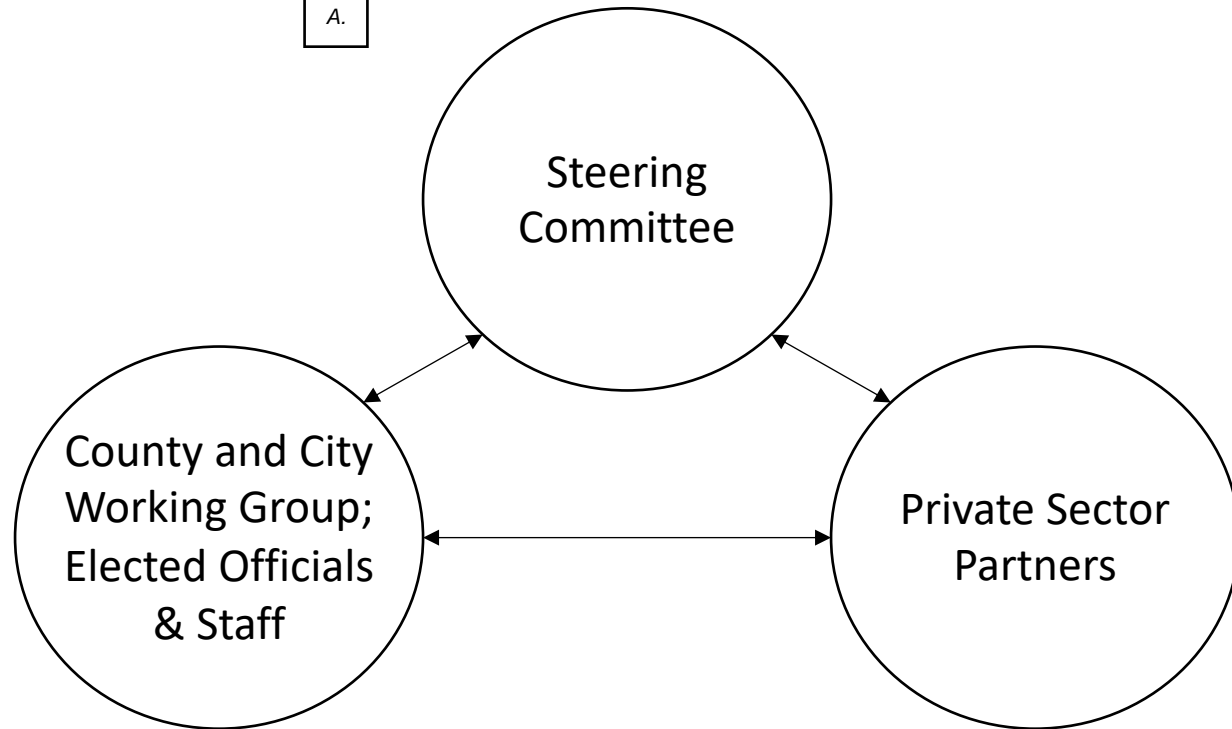 A.
Steering
Committee
County and City
Working Group;
Elected Officials
& Staff
Private Sector
Partners